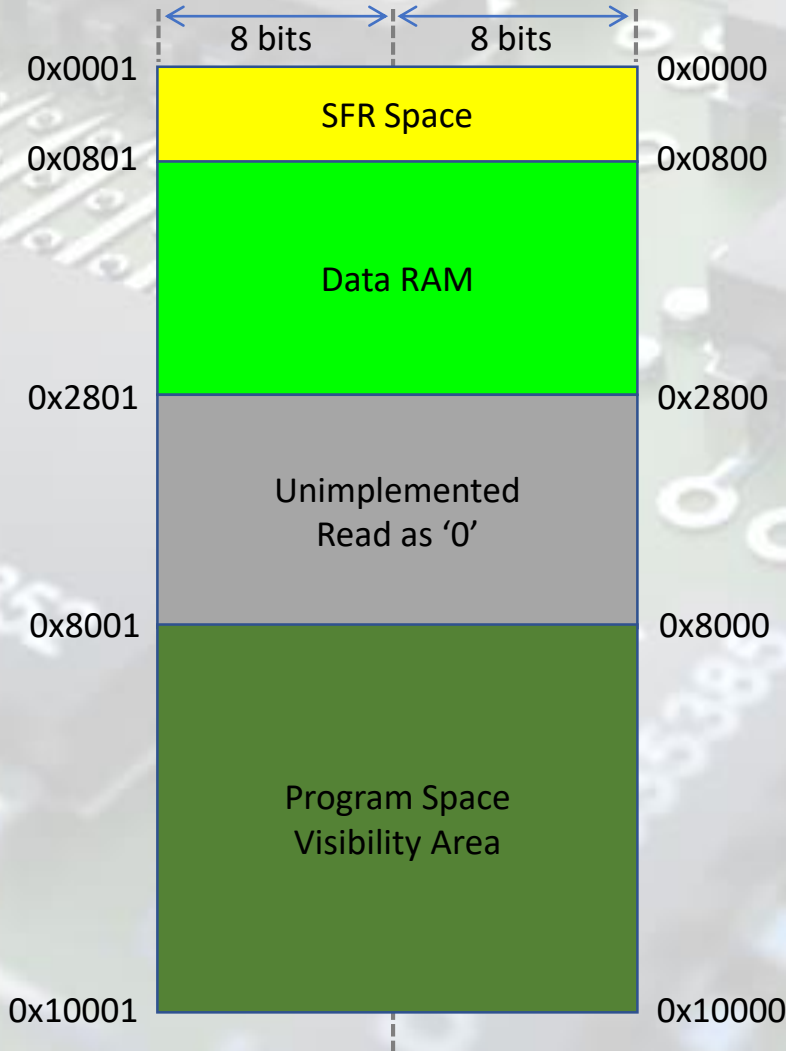 8 bits 8 bits
0x0001 0x0000
SFR Space
0x0801 0x0800
Data RAM
0x2801 0x2800
Unimplemented
Read as ‘0’
0x8001 0x8000
Program Space
Visibility Area
0x10001 0x10000